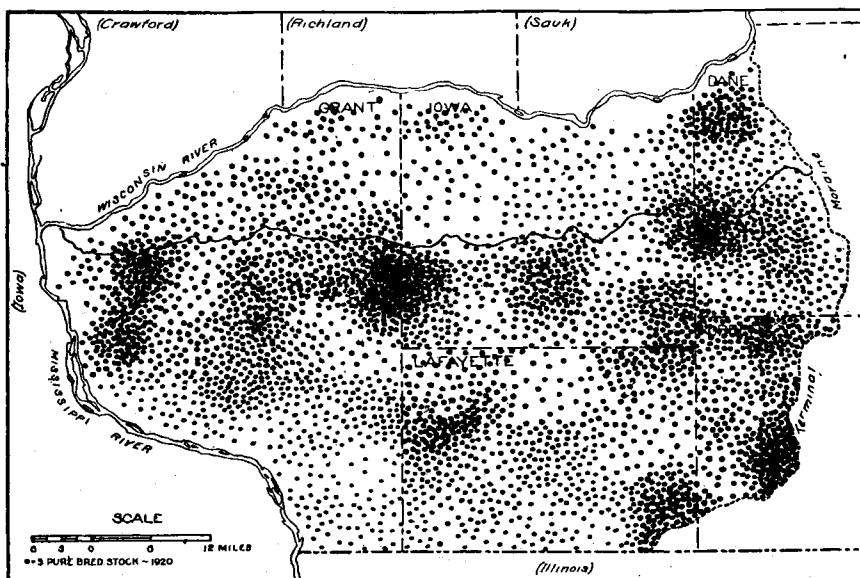 (Crawford)
(Richland)
(Sauk)
DANE
GRANT
IOWA
WISCONSIN RIVER
MORAINE
(Iowa)
LAFAYETTE
MISSISSIPPI
RIVER
Terminal
SCALE
6 3 0 6 12 MILES
•=3 PURE BRED STOCK ~ 1920
(Illinois)